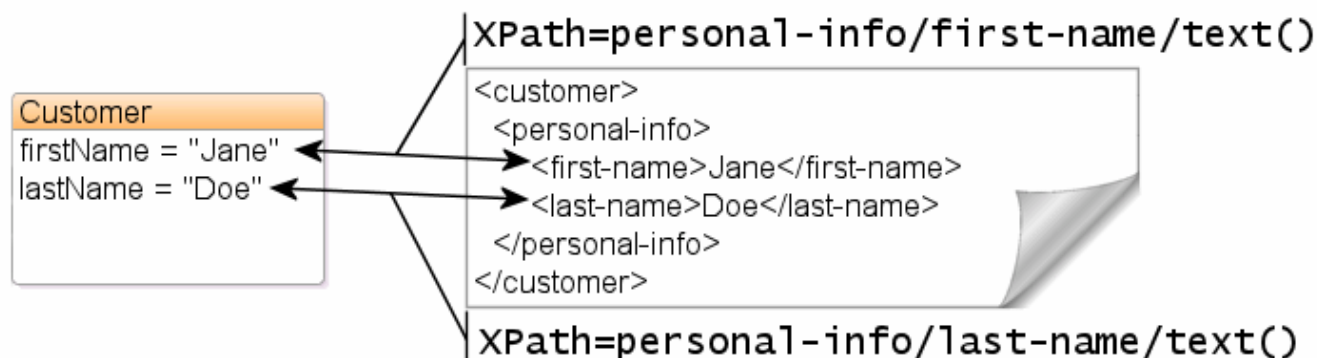 XPath=personal-info/first-name/text()
Customer
firstName = "Jane"
lastName = "Doe"
<customer>
<personal-info>
<first-name>Jane</first-name>
<last-name>Doe</last-name>
</personal-info>
</customer>
XPath=personal-info/last-name/text()